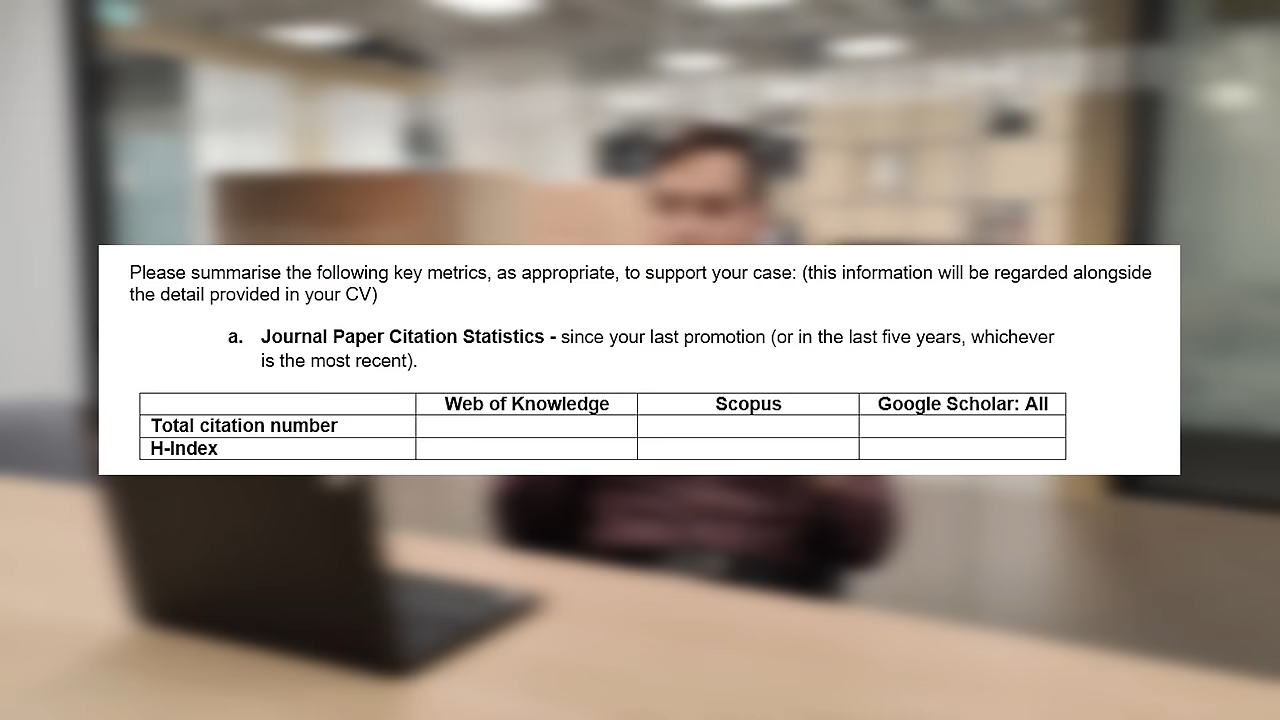 Please summarise the following key metrics, as appropriate, to support your case: (this information will be regarded alongside
the detail provided in your CV)
a. Journal Paper Citation Statistics - since your last promotion (or in the last five years, whichever
is the most recent).
Web of Knowledge Scopus Google Scholar: All
Total citation number
H-Index